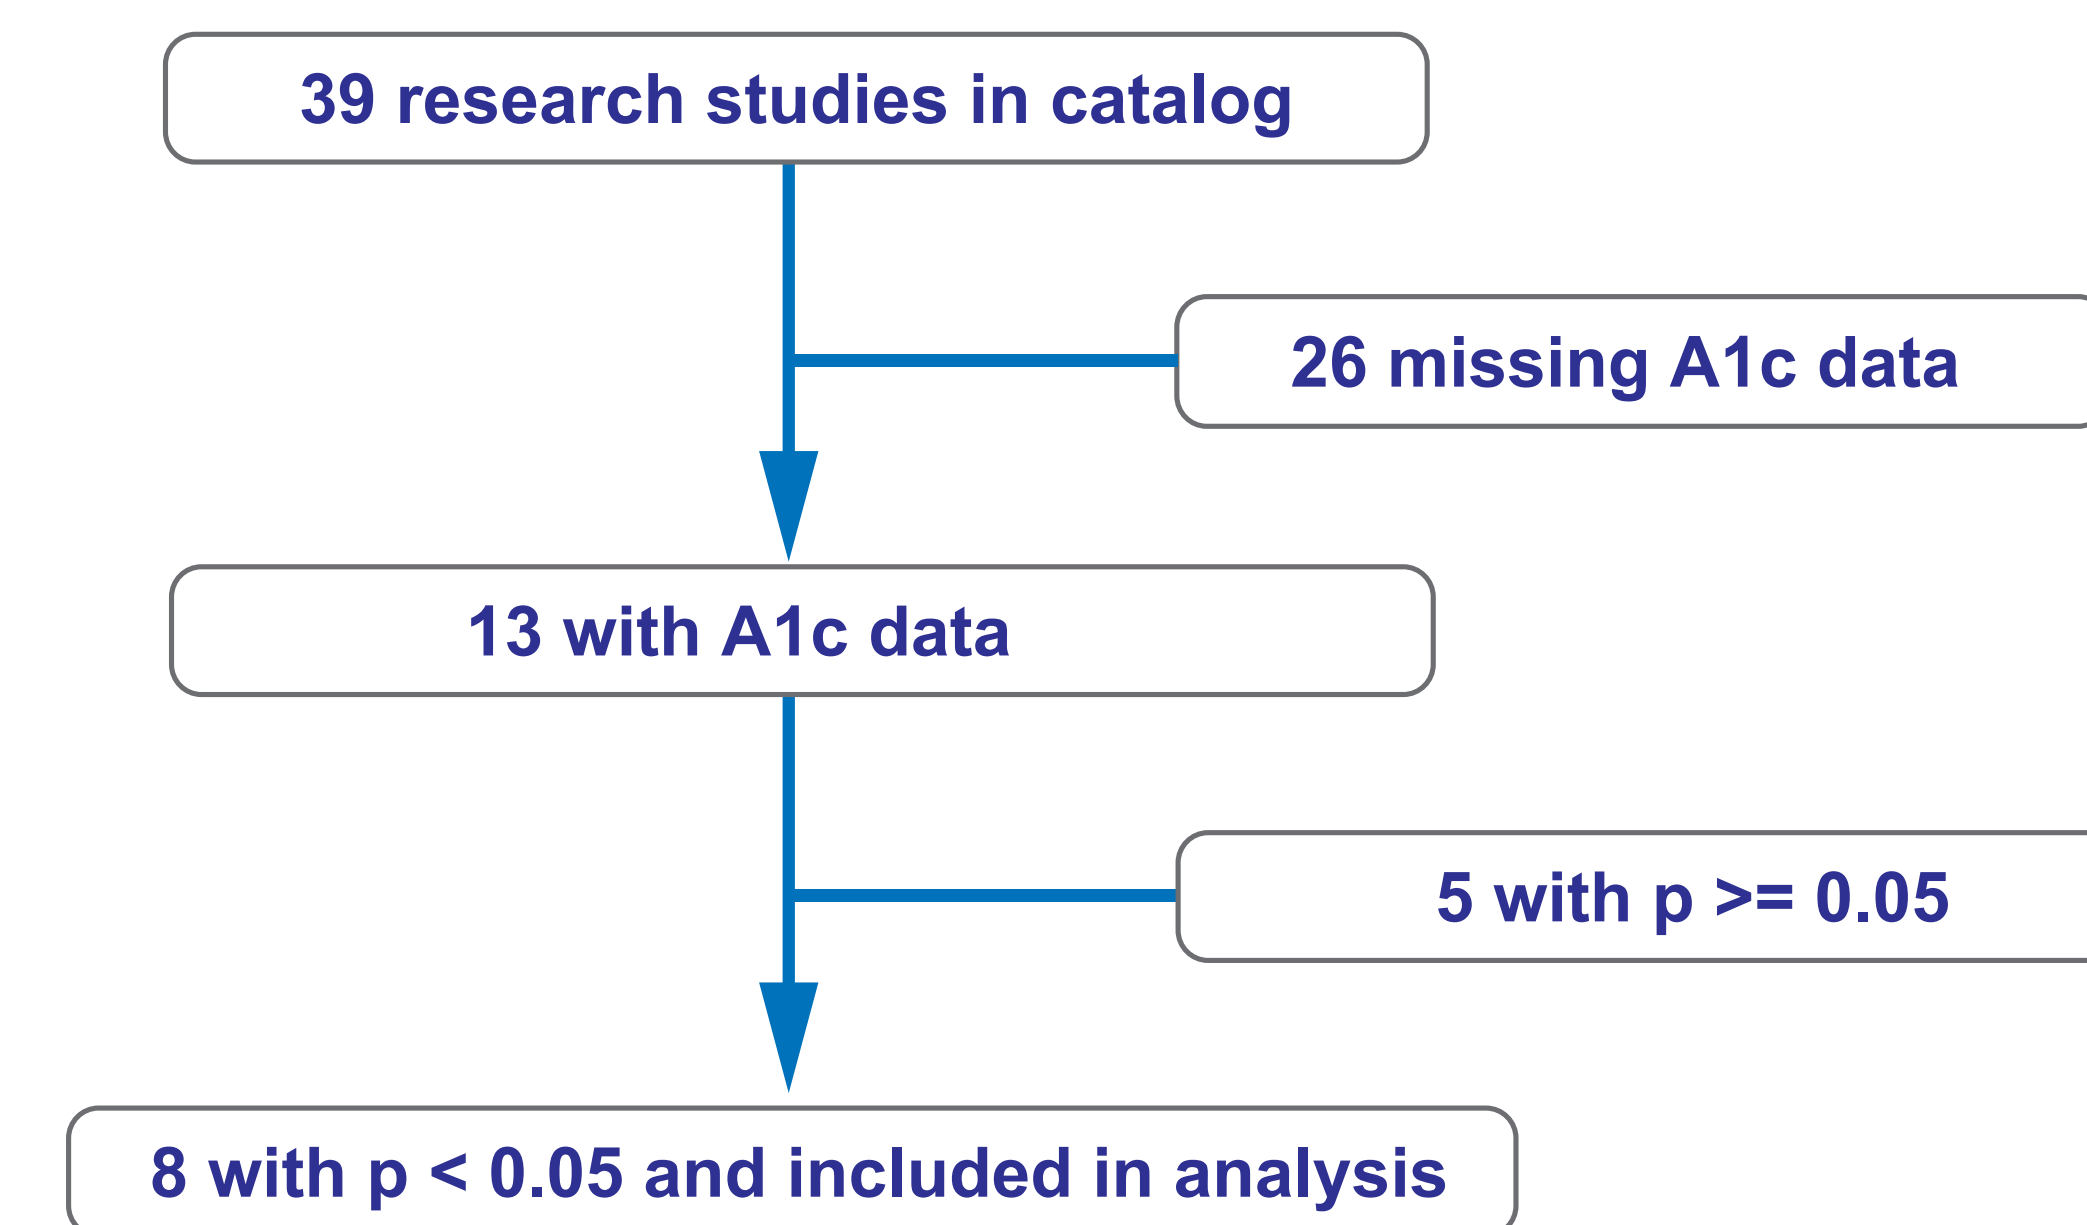 39 research studies in catalog
26 missing A1c data
13 with A1c data
5 with p >= 0.05
8 with p < 0.05 and included in analysis